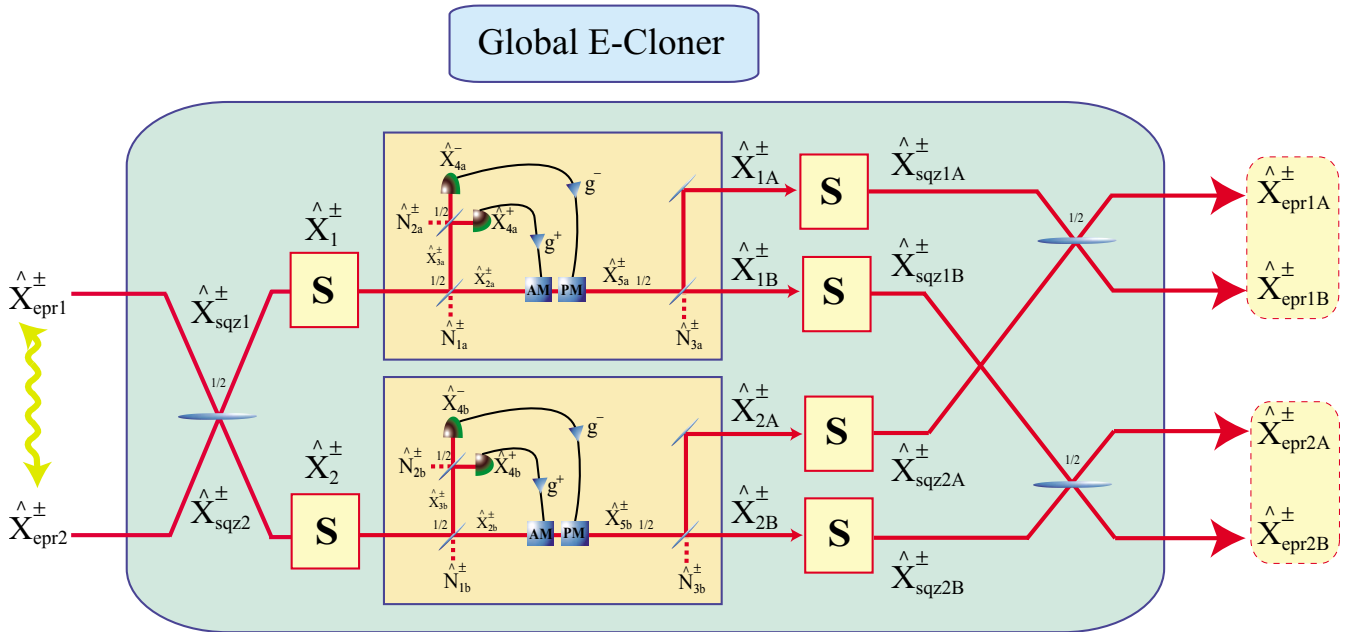 Global E-Cloner
X̂±epr1
X̂±epr2
X̂±sqz1
X̂±sqz2
1/2
X̂±1
S
X̂±2
S
X̂−4a
g−
N̂±2a
1/2
X̂+4a
g+
X̂±3a
1/2
X̂±2a
AM
PM
X̂±5a
1/2
N̂±1a
N̂±3a
X̂−4b
g−
N̂±2b
1/2
X̂+4b
g+
X̂±3b
1/2
X̂±2b
AM
PM
X̂±5b
1/2
N̂±1b
N̂±3b
X̂±1A
S
X̂±sqz1A
X̂±1B
S
X̂±sqz1B
X̂±2A
S
X̂±sqz2A
X̂±2B
S
X̂±sqz2B
1/2
1/2
X̂±epr1A
X̂±epr1B
X̂±epr2A
X̂±epr2B